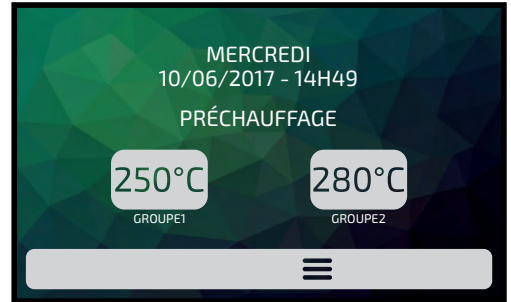 MERCREDI
10/06/2017 - 14H49
PRÉCHAUFFAGE
250°C 280°C
GROUPE1 GROUPE2